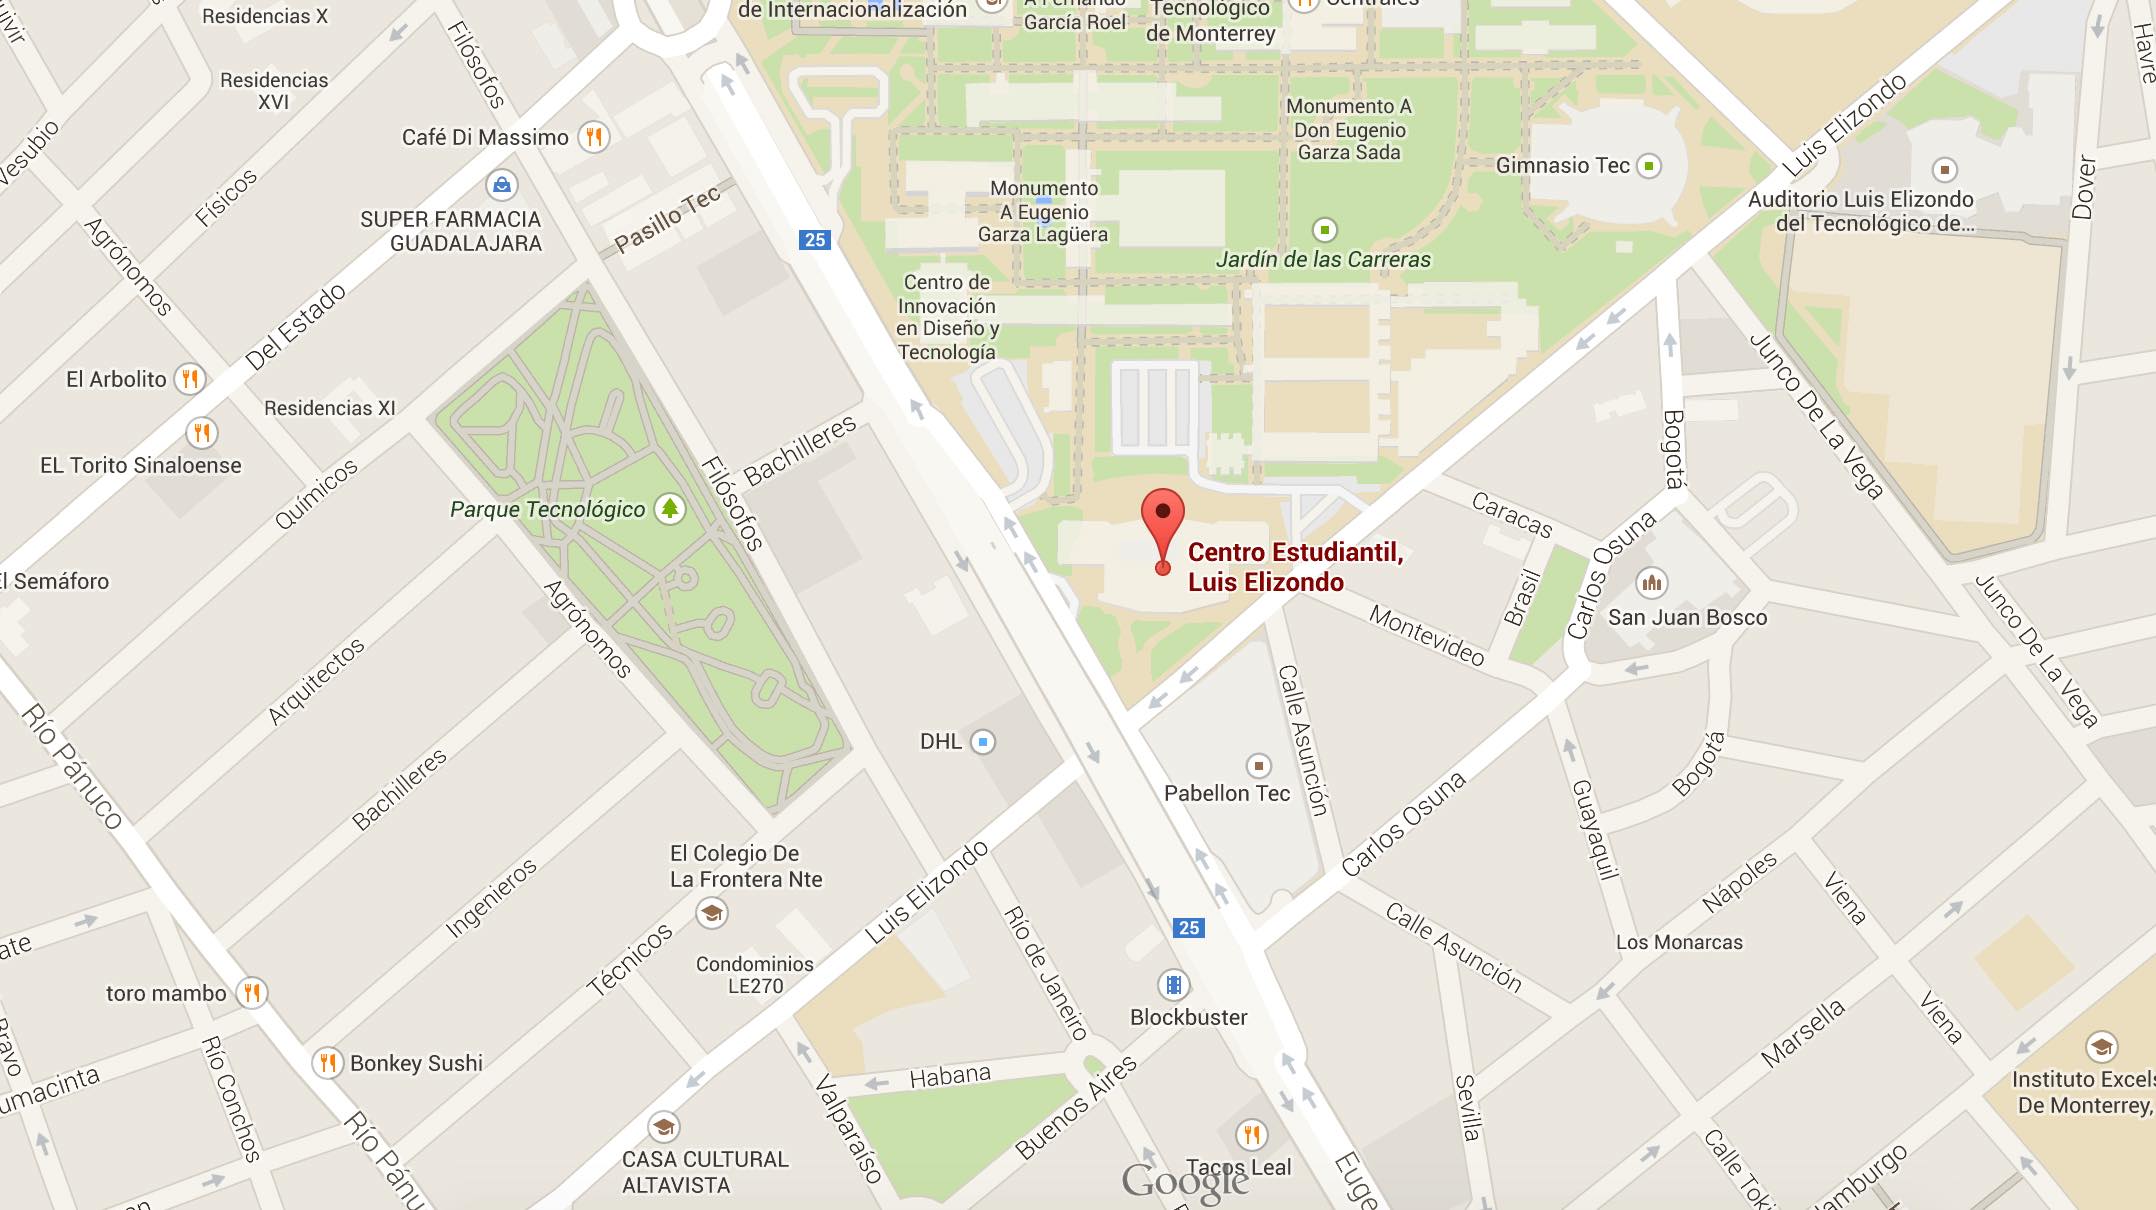 Residencias X
de Internacionalización
García Roel
Tecnológico
de Monterrey
Filósofos
Residencias
XVI
Havre
Luis Elizondo
Café Di Massimo
Monumento A
Don Eugenio
Garza Sada
Gimnasio Tec
Vesubio
Físicos
SUPER FARMACIA
GUADALAJARA
Pasillo Tec
Monumento
A Eugenio
Garza Lagüera
Auditorio Luis Elizondo
del Tecnológico de...
Dover
25
Agrónomos
Jardín de las Carreras
Centro de
Innovación
en Diseño y
Tecnología
Del Estado
El Arbolito
Residencias XI
Junco De La Vega
Bogotá
EL Torito Sinaloense
Químicos
Bachilleres
Filósofos
Parque Tecnológico
Caracas
Centro Estudiantil,
Luis Elizondo
Carlos Osuna
El Semáforo
Brasil
San Juan Bosco
Junco De La Vega
Agrónomos
Montevideo
Arquitectos
Calle Asunción
Río Pánuco
DHL
Pabellon Tec
Bogotá
Bachilleres
Carlos Osuna
Guayaquil
El Colegio De
La Frontera Nte
Luis Elizondo
Nápoles
Viena
Ingenieros
Técnicos
Condominios
LE270
Río de Janeiro
25
Calle Asunción
Los Monarcas
toro mambo
Blockbuster
Viena
Marsella
Bonkey Sushi
Río Conchos
Habana
Buenos Aires
Valparaíso
Sevilla
Instituto Excels
De Monterrey,
CASA CULTURAL
ALTAVISTA
Tacos Leal
Google
Río Pánu
Euge
Calle Toki